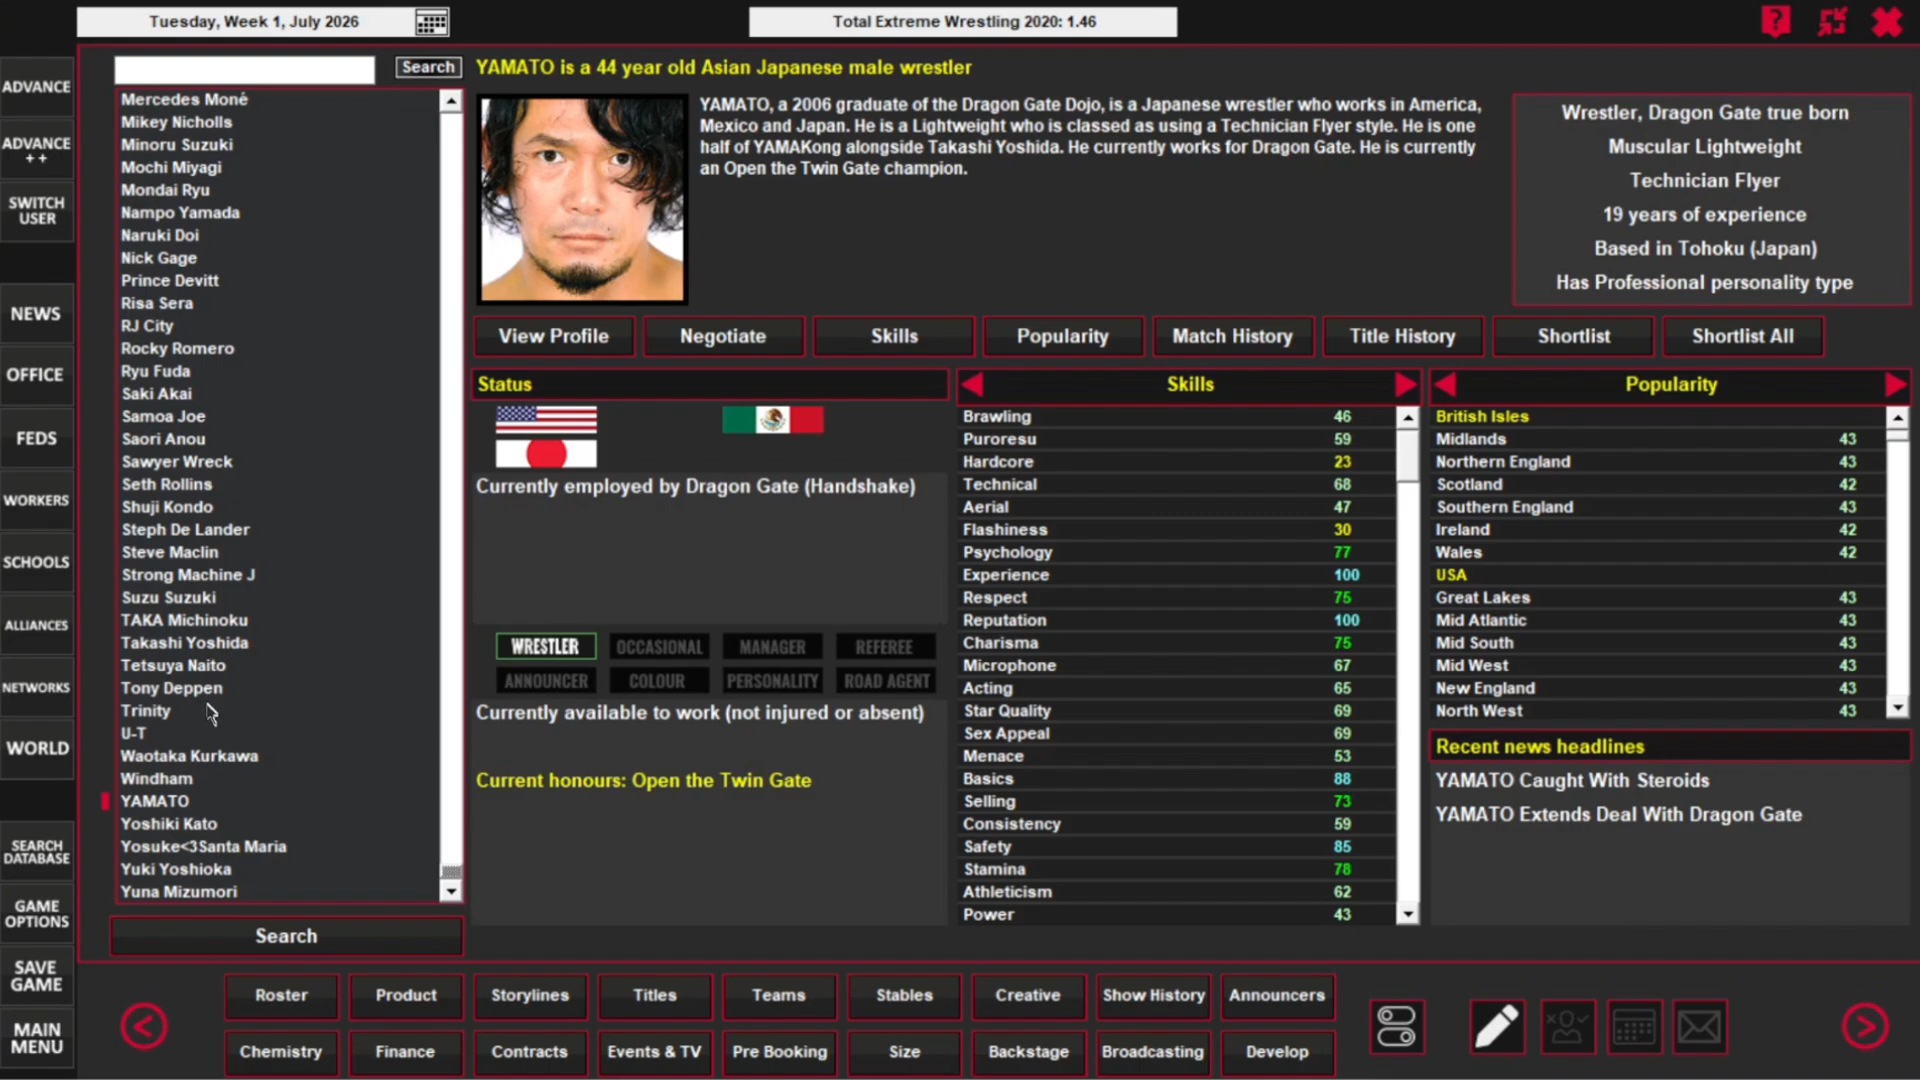 Tuesday, Week 1, July 2026
Total Extreme Wrestling 2020: 1.46
?
ADVANCE
ADVANCE
++
SWITCH
USER
NEWS
OFFICE
FEDS
WORKERS
SCHOOLS
ALLIANCES
NETWORKS
WORLD
SEARCH
DATABASE
GAME
OPTIONS
SAVE
GAME
MAIN
MENU
Search
Mercedes Moné
Mikey Nicholls
Minoru Suzuki
Mochi Miyagi
Mondai Ryu
Nampo Yamada
Naruki Doi
Nick Gage
Prince Devitt
Risa Sera
RJ City
Rocky Romero
Ryu Fuda
Saki Akai
Samoa Joe
Saori Anou
Sawyer Wreck
Seth Rollins
Shuji Kondo
Steph De Lander
Steve Maclin
Strong Machine J
Suzu Suzuki
TAKA Michinoku
Takashi Yoshida
Tetsuya Naito
Tony Deppen
Trinity
U-T
Waotaka Kurkawa
Windham
YAMATO
Yoshiki Kato
Yosuke<3Santa Maria
Yuki Yoshioka
Yuna Mizumori
Search
YAMATO is a 44 year old Asian Japanese male wrestler
YAMATO, a 2006 graduate of the Dragon Gate Dojo, is a Japanese wrestler who works in America,
Mexico and Japan. He is a Lightweight who is classed as using a Technician Flyer style. He is one
half of YAMAKong alongside Takashi Yoshida. He currently works for Dragon Gate. He is currently
an Open the Twin Gate champion.
Wrestler, Dragon Gate true born
Muscular Lightweight
Technician Flyer
19 years of experience
Based in Tohoku (Japan)
Has Professional personality type
View Profile
Negotiate
Skills
Popularity
Match History
Title History
Shortlist
Shortlist All
Status
Currently employed by Dragon Gate (Handshake)
WRESTLER OCCASIONAL MANAGER REFEREE
ANNOUNCER COLOUR PERSONALITY ROAD AGENT
Currently available to work (not injured or absent)
Current honours: Open the Twin Gate
Skills
Brawling 46
Puroresu 59
Hardcore 23
Technical 68
Aerial 47
Flashiness 30
Psychology 77
Experience 100
Respect 75
Reputation 100
Charisma 75
Microphone 67
Acting 65
Star Quality 69
Sex Appeal 69
Menace 53
Basics 88
Selling 73
Consistency 59
Safety 85
Stamina 78
Athleticism 62
Power 43
Popularity
British Isles
Midlands 43
Northern England 43
Scotland 42
Southern England 43
Ireland 42
Wales 42
USA
Great Lakes 43
Mid Atlantic 43
Mid South 43
Mid West 43
New England 43
North West 43
Recent news headlines
YAMATO Caught With Steroids
YAMATO Extends Deal With Dragon Gate
Roster
Product
Storylines
Titles
Teams
Stables
Creative
Show History
Announcers
Chemistry
Finance
Contracts
Events & TV
Pre Booking
Size
Backstage
Broadcasting
Develop